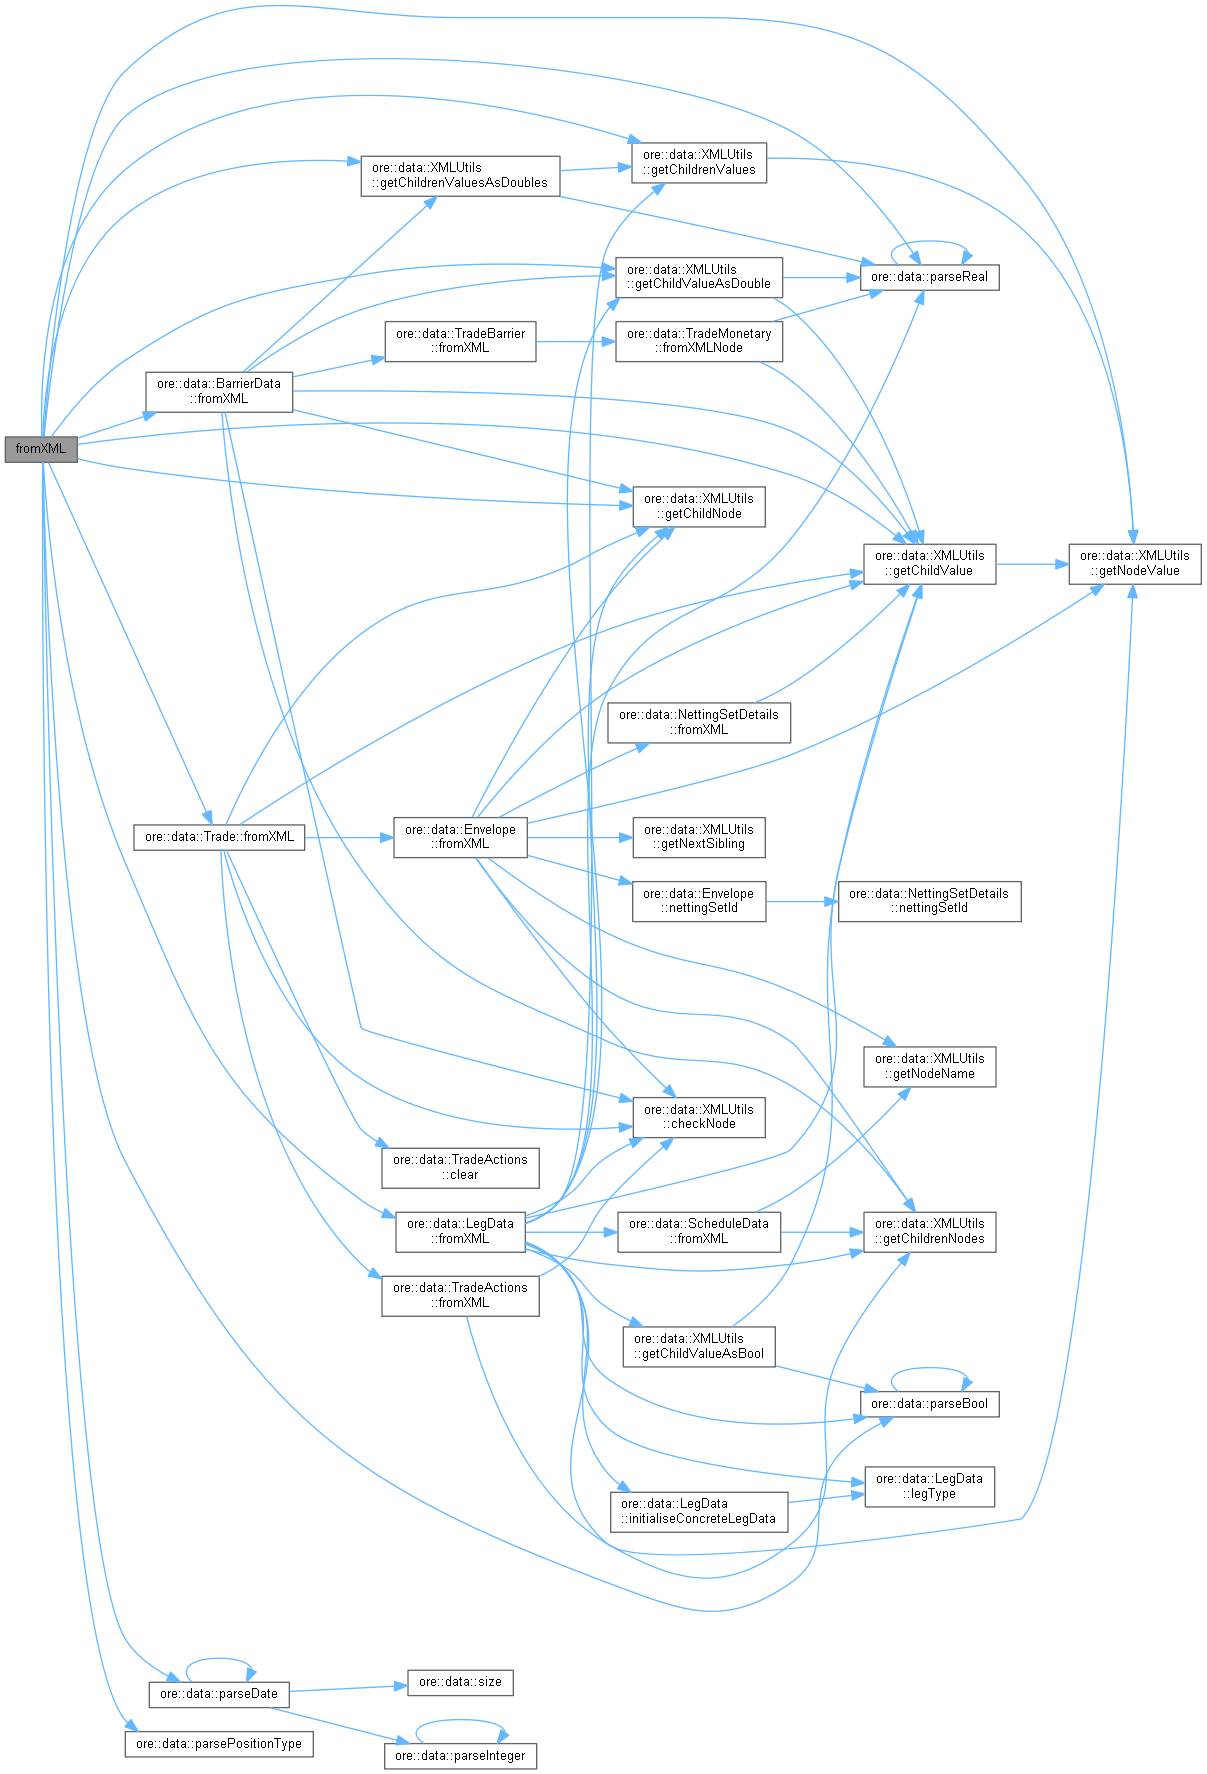 ore::data::XMLUtils
::getChildrenValues
ore::data::XMLUtils
::getChildrenValuesAsDoubles
ore::data::XMLUtils
::getChildValueAsDouble
ore::data::parseReal
ore::data::TradeBarrier
::fromXML
ore::data::TradeMonetary
::fromXMLNode
ore::data::BarrierData
::fromXML
fromXML
ore::data::XMLUtils
::getChildNode
ore::data::XMLUtils
::getChildValue
ore::data::XMLUtils
::getNodeValue
ore::data::NettingSetDetails
::fromXML
ore::data::Trade::fromXML
ore::data::Envelope
::fromXML
ore::data::XMLUtils
::getNextSibling
ore::data::Envelope
::nettingSetId
ore::data::NettingSetDetails
::nettingSetId
ore::data::XMLUtils
::getNodeName
ore::data::XMLUtils
::checkNode
ore::data::TradeActions
::clear
ore::data::LegData
::fromXML
ore::data::ScheduleData
::fromXML
ore::data::XMLUtils
::getChildrenNodes
ore::data::TradeActions
::fromXML
ore::data::XMLUtils
::getChildValueAsBool
ore::data::parseBool
ore::data::LegData
::legType
ore::data::LegData
::initialiseConcreteLegData
ore::data::size
ore::data::parseDate
ore::data::parsePositionType
ore::data::parseInteger